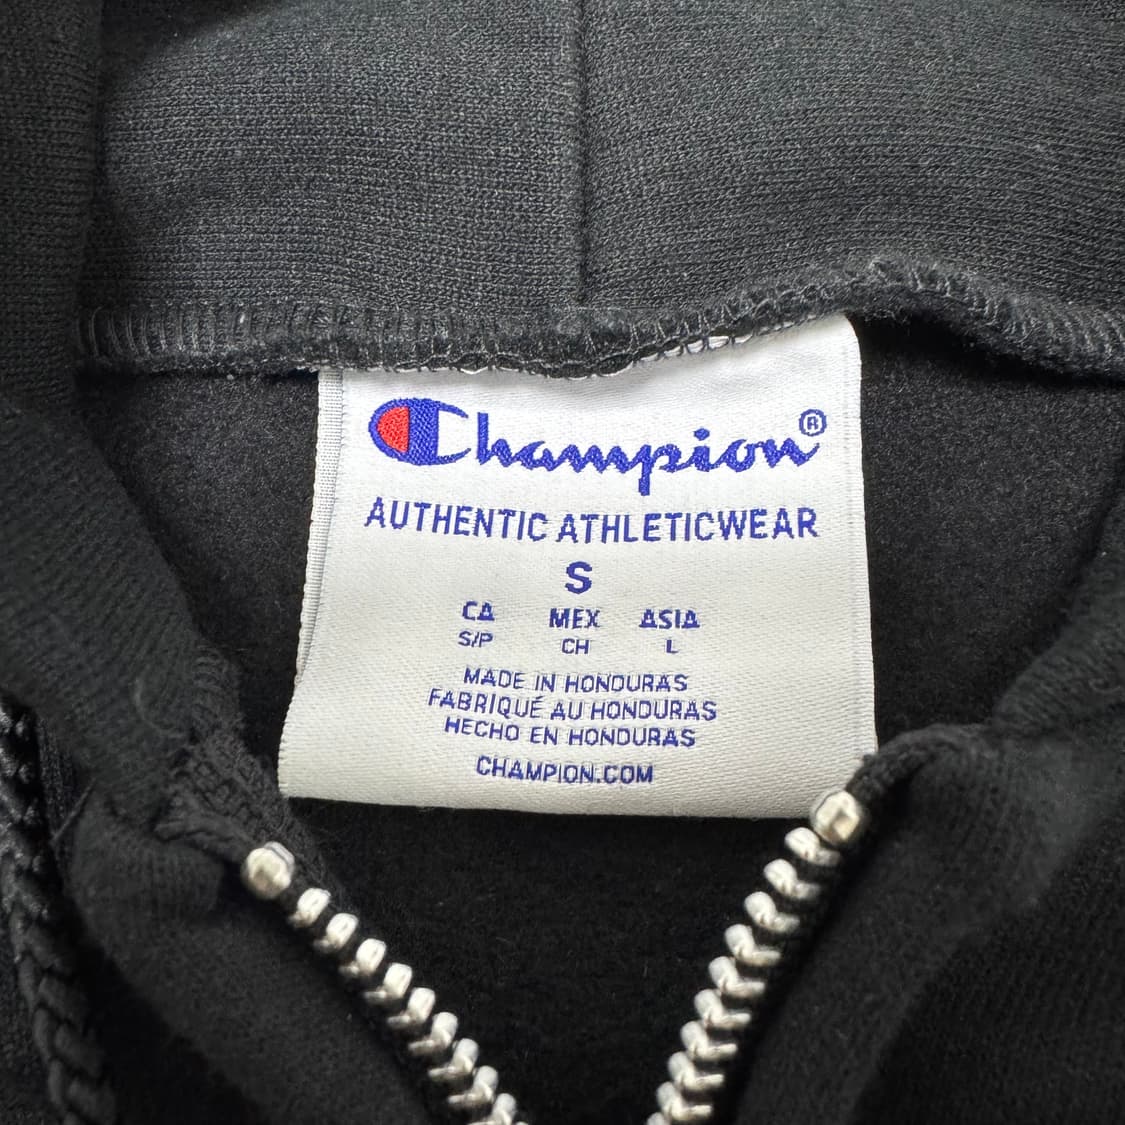 Champion®
AUTHENTIC ATHLETICWEAR
S
CA MEX ASIA
S/P CH L
MADE IN HONDURAS
FABRIQUÉ AU HONDURAS
HECHO EN HONDURAS
CHAMPION.COM